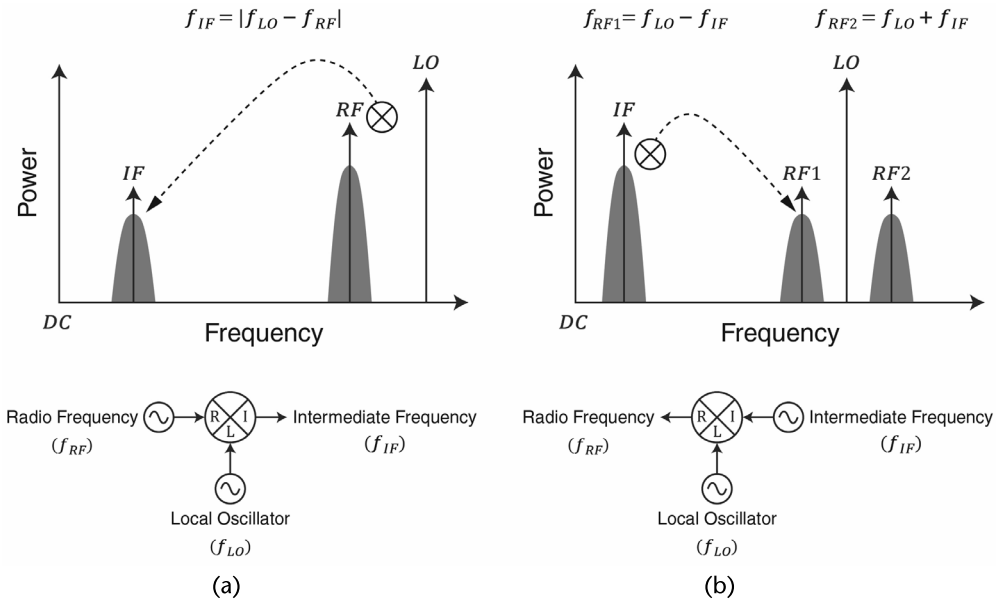 f_IF = |f_LO − f_RF|
LO
RF
IF
Power
DC
Frequency
Radio Frequency
(f_RF)
R I
L
Intermediate Frequency
(f_IF)
Local Oscillator
(f_LO)
(a)
f_RF1 = f_LO − f_IF
f_RF2 = f_LO + f_IF
LO
IF
RF1
RF2
Power
DC
Frequency
Radio Frequency
(f_RF)
R I
L
Intermediate Frequency
(f_IF)
Local Oscillator
(f_LO)
(b)